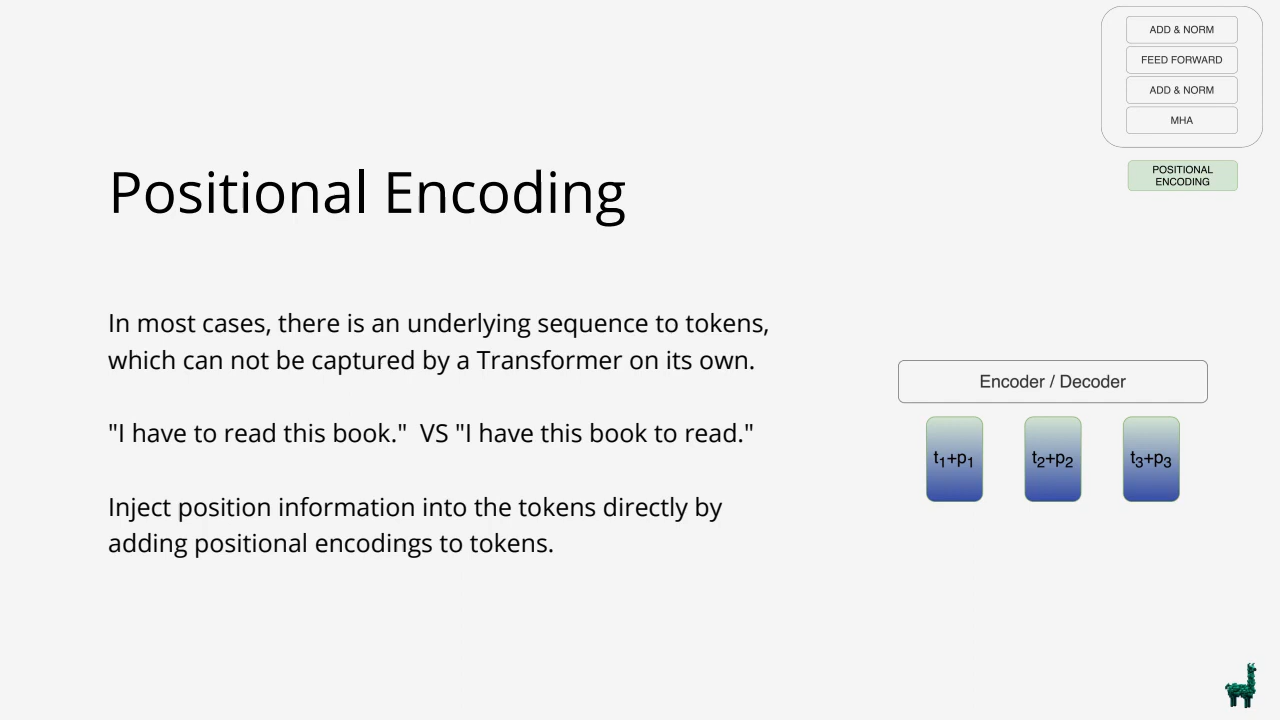 ADD & NORM
FEED FORWARD
ADD & NORM
MHA
POSITIONAL
ENCODING
Positional Encoding
In most cases, there is an underlying sequence to tokens,
which can not be captured by a Transformer on its own.
"I have to read this book."  VS "I have this book to read."
Inject position information into the tokens directly by
adding positional encodings to tokens.
Encoder / Decoder
t₁+p₁
t₂+p₂
t₃+p₃